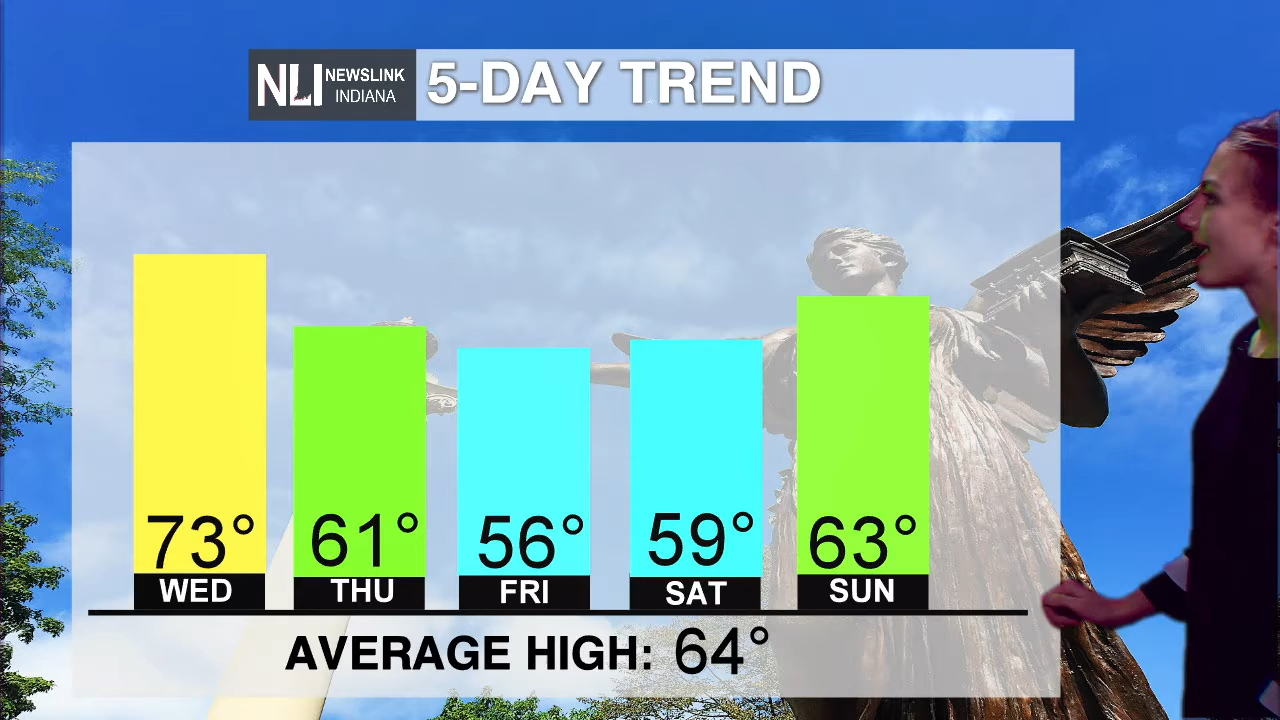 NLI NEWSLINK INDIANA
5-DAY TREND
73° 61° 56° 59° 63°
WED THU FRI SAT SUN
AVERAGE HIGH: 64°